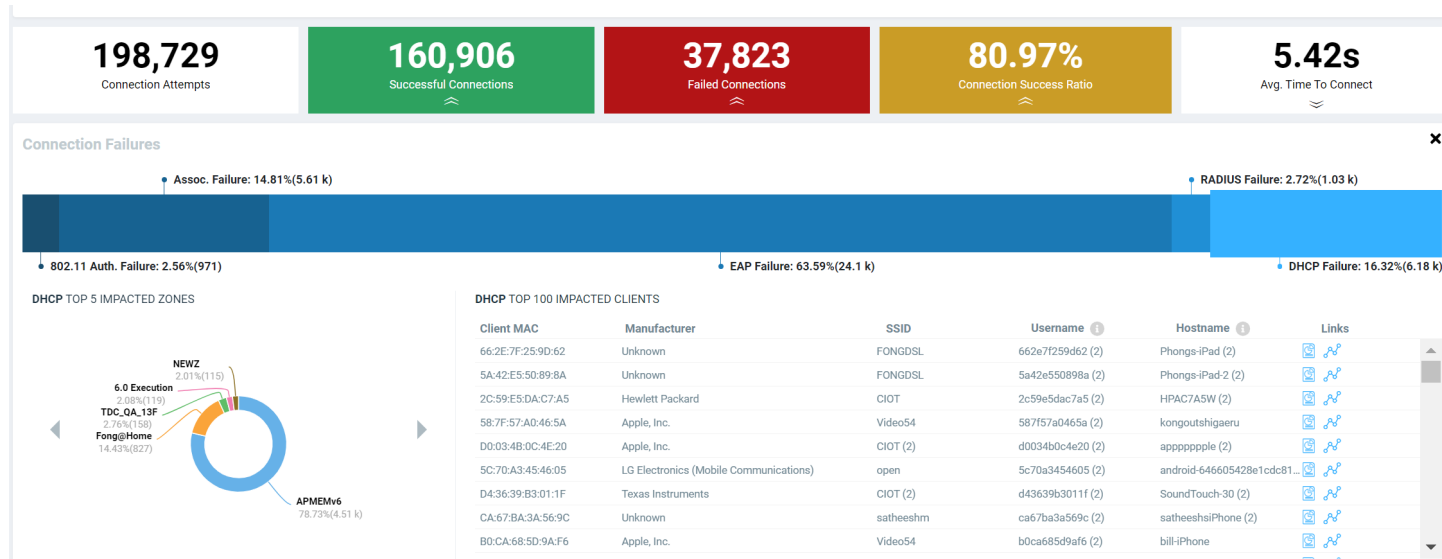 198,729
Connection Attempts
160,906
Successful Connections
37,823
Failed Connections
80.97%
Connection Success Ratio
5.42s
Avg. Time To Connect
Connection Failures
Assoc. Failure: 14.81%(5.61 k)
RADIUS Failure: 2.72%(1.03 k)
802.11 Auth. Failure: 2.56%(971)
EAP Failure: 63.59%(24.1 k)
DHCP Failure: 16.32%(6.18 k)
DHCP TOP 5 IMPACTED ZONES
NEWZ
2.01%(115)
6.0 Execution
2.08%(119)
TDC_QA_13F
2.76%(158)
Fong@Home
14.43%(827)
APMEMv6
78.73%(4.51 k)
DHCP TOP 100 IMPACTED CLIENTS
Client MAC Manufacturer SSID Username Hostname Links
66:2E:7F:25:9D:62 Unknown FONGDSL 662e7f259d62 (2) Phongs-iPad (2)
5A:42:E5:50:89:8A Unknown FONGDSL 5a42e550898a (2) Phongs-iPad-2 (2)
2C:59:E5:DA:C7:A5 Hewlett Packard CIOT 2c59e5dac7a5 (2) HPAC7A5W (2)
58:7F:57:A0:46:5A Apple, Inc. Video54 587f57a0465a (2) kongoutshigaeru
D0:03:4B:0C:4E:20 Apple, Inc. CIOT (2) d0034b0c4e20 (2) appppppple (2)
5C:70:A3:45:46:05 LG Electronics (Mobile Communications) open 5c70a3454605 (2) android-646605428e1cdc81...
D4:36:39:B3:01:1F Texas Instruments CIOT (2) d43639b3011f (2) SoundTouch-30 (2)
CA:67:BA:3A:56:9C Unknown satheeshm ca67ba3a569c (2) satheeshsiPhone (2)
B0:CA:68:5D:9A:F6 Apple, Inc. Video54 b0ca685d9af6 (2) bill-iPhone